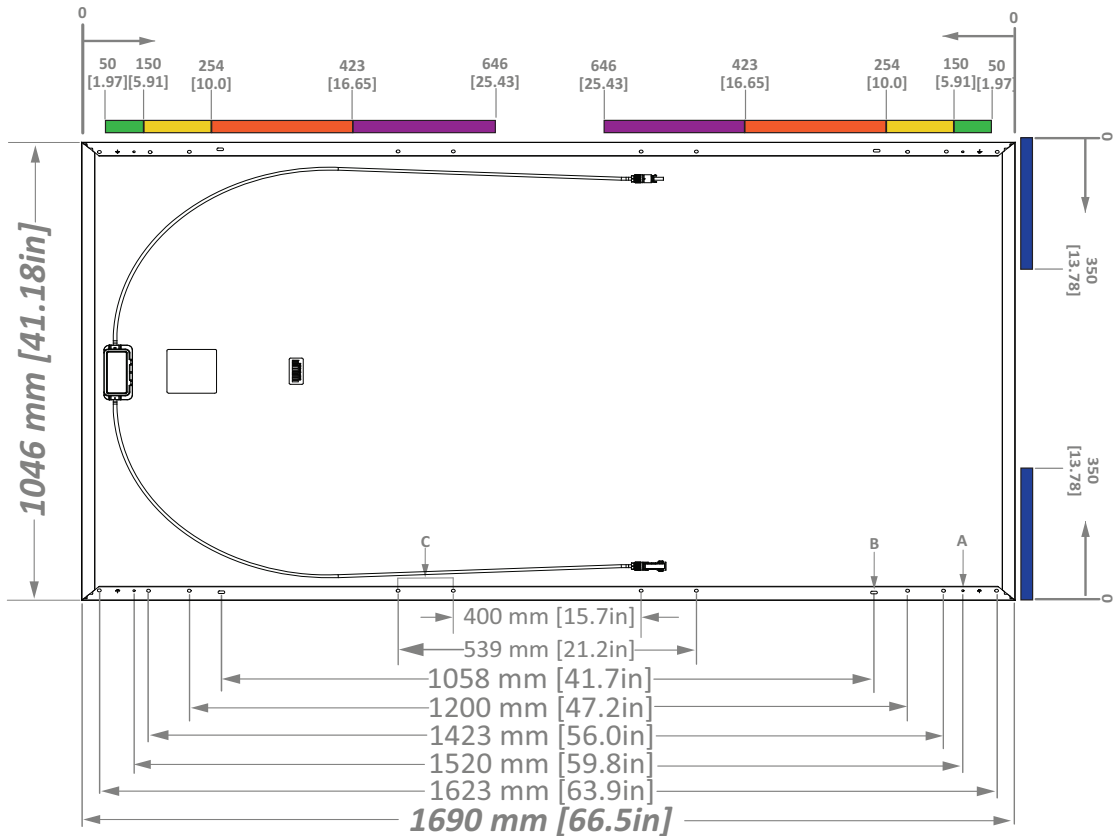 0
0
50
[1.97]
150
[5.91]
254
[10.0]
423
[16.65]
646
[25.43]
646
[25.43]
423
[16.65]
254
[10.0]
150
[5.91]
50
[1.97]
0
350
[13.78]
1046 mm [41.18in]
350
[13.78]
C
B
A
0
400 mm [15.7in]
539 mm [21.2in]
1058 mm [41.7in]
1200 mm [47.2in]
1423 mm [56.0in]
1520 mm [59.8in]
1623 mm [63.9in]
1690 mm [66.5in]